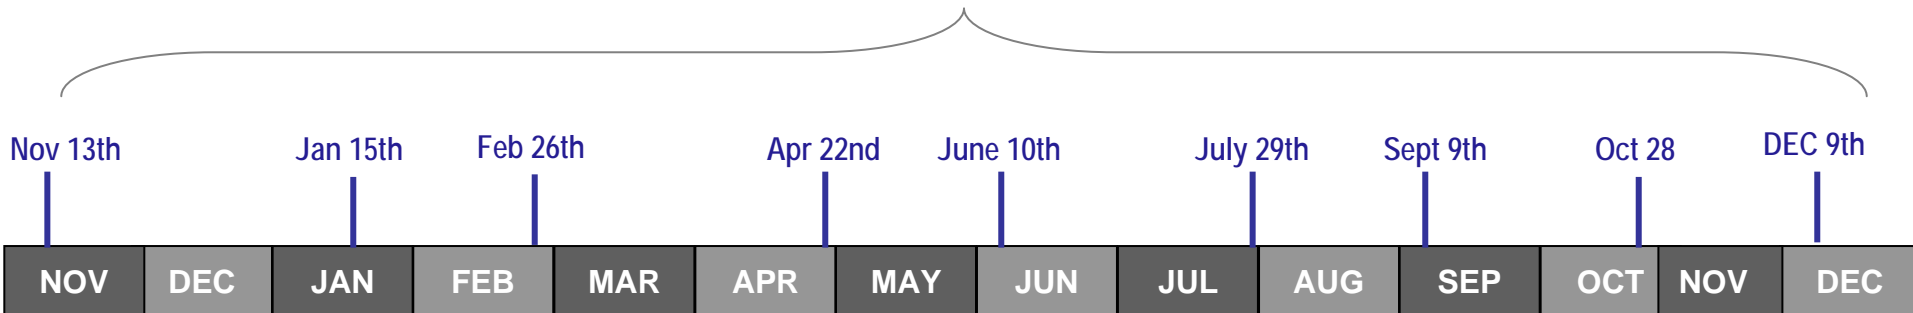 Nov 13th Jan 15th Feb 26th Apr 22nd June 10th July 29th Sept 9th Oct 28 DEC 9th
NOV DEC JAN FEB MAR APR MAY JUN JUL AUG SEP OCT NOV DEC